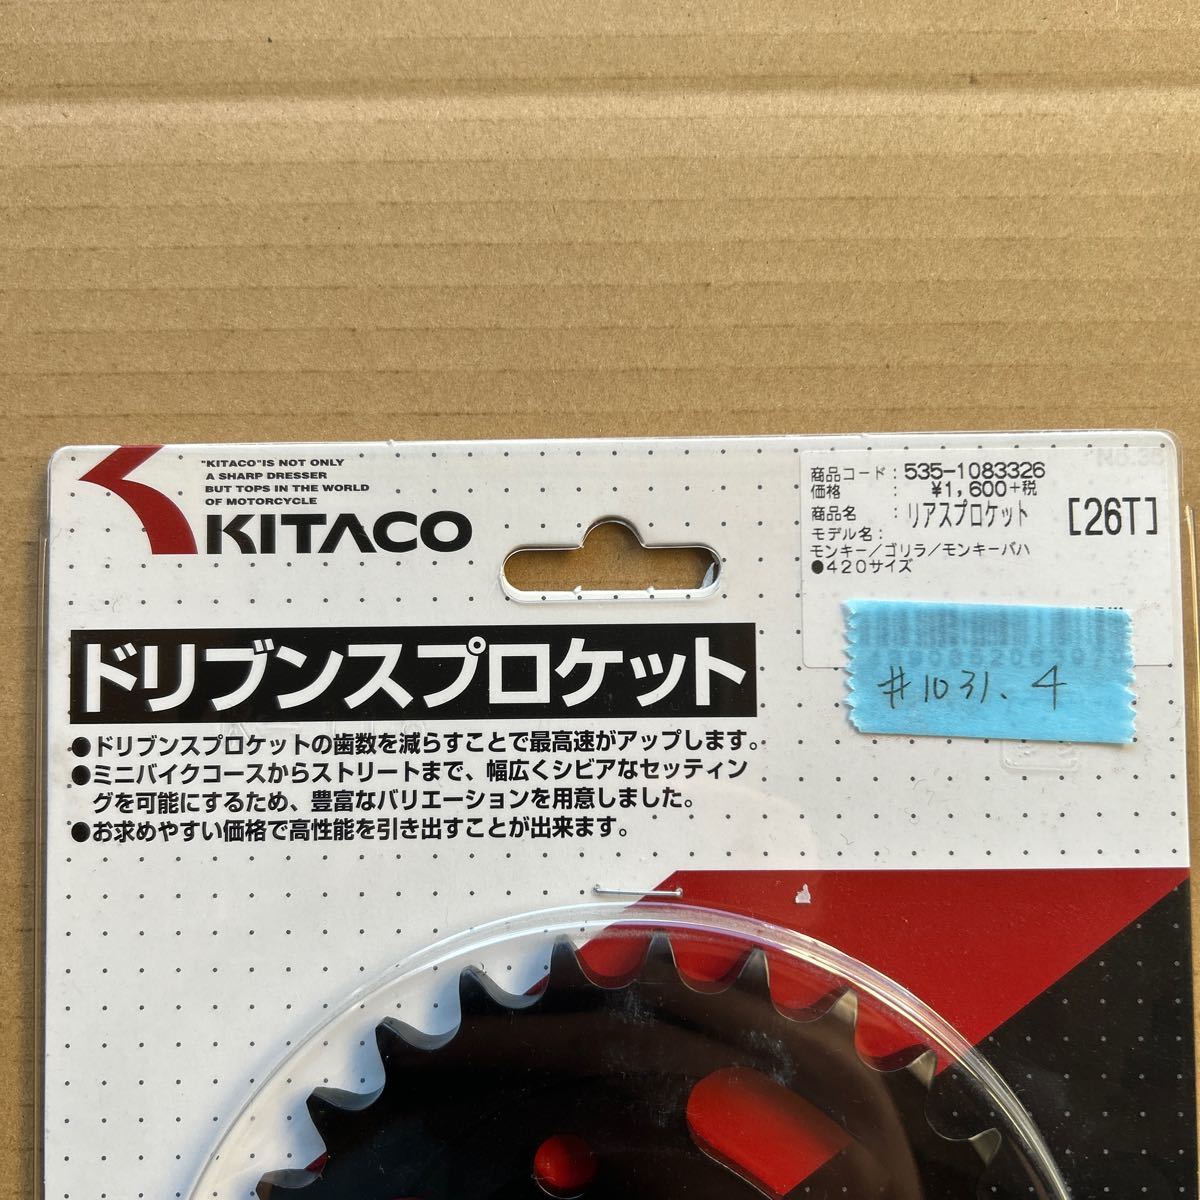 "KITACO"IS NOT ONLY
A SHARP DRESSER
BUT TOPS IN THE WORLD
OF MOTORCYCLE
KITACO
商品コード : 535-1083326
価格 : ¥1,600+税
商品名 : リアスプロケット [26T]
モデル名 :
モンキー/ゴリラ/モンキーバハ
●420サイズ
#1031.4
ドリブンスプロケット
●ドリブンスプロケットの歯数を減らすことで最高速がアップします。
●ミニバイクコースからストリートまで、幅広くシビアなセッティン
グを可能にするため、豊富なバリエーションを用意しました。
●お求めやすい価格で高性能を引き出すことが出来ます。